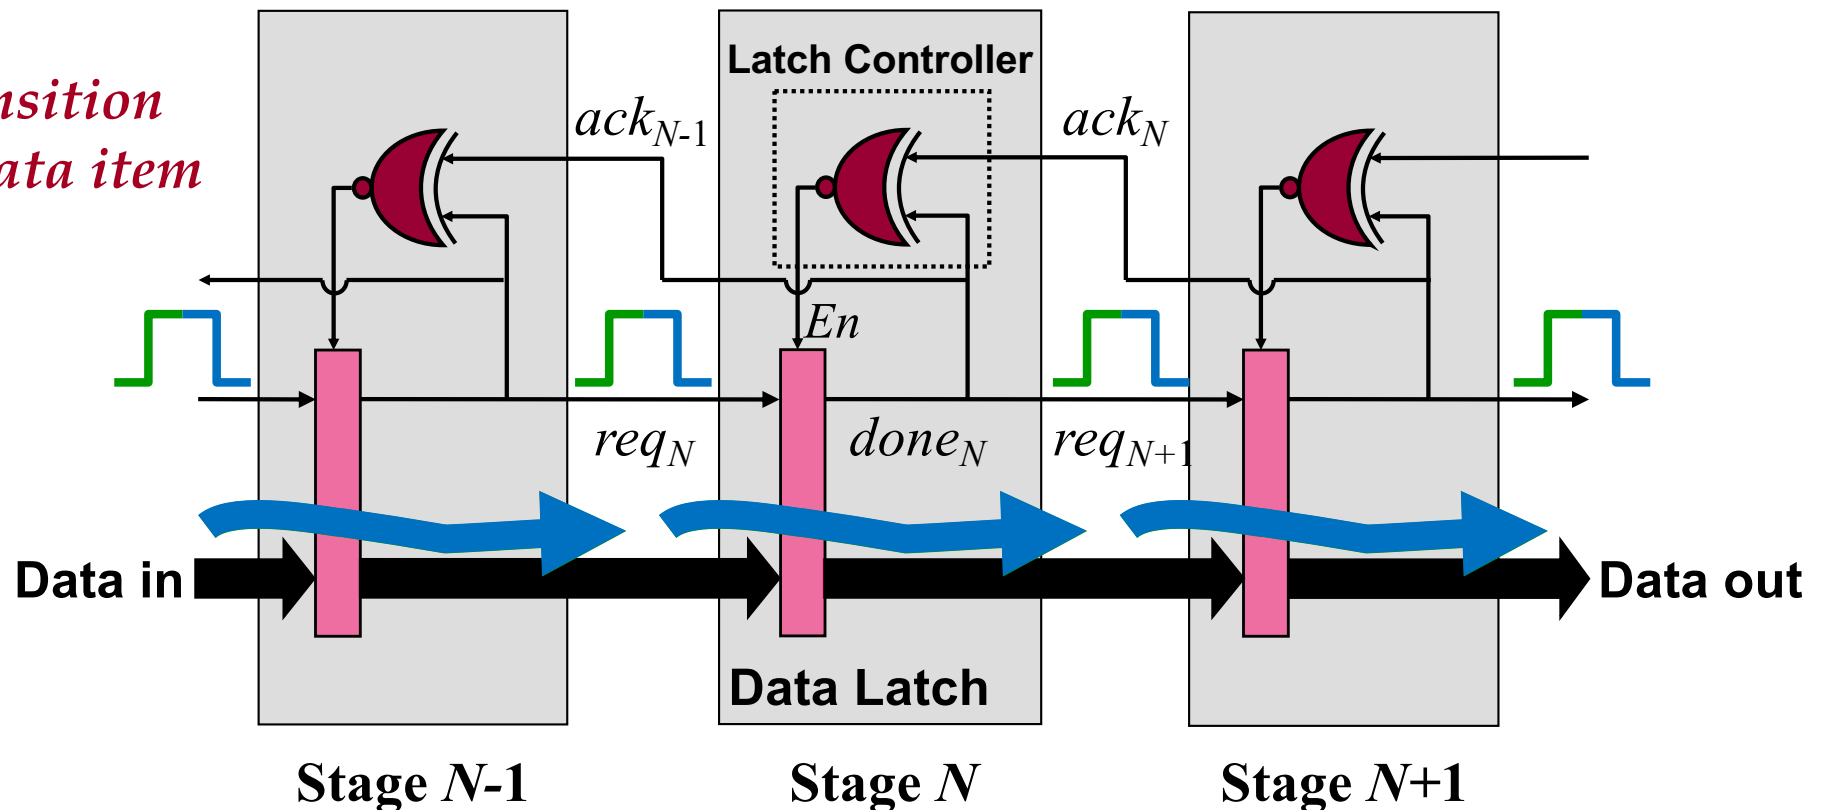 Latch Controller
nsition
ata item
ackN-1
ackN
En
reqN
doneN
reqN+1
Data in
Data out
Data Latch
Stage N-1
Stage N
Stage N+1